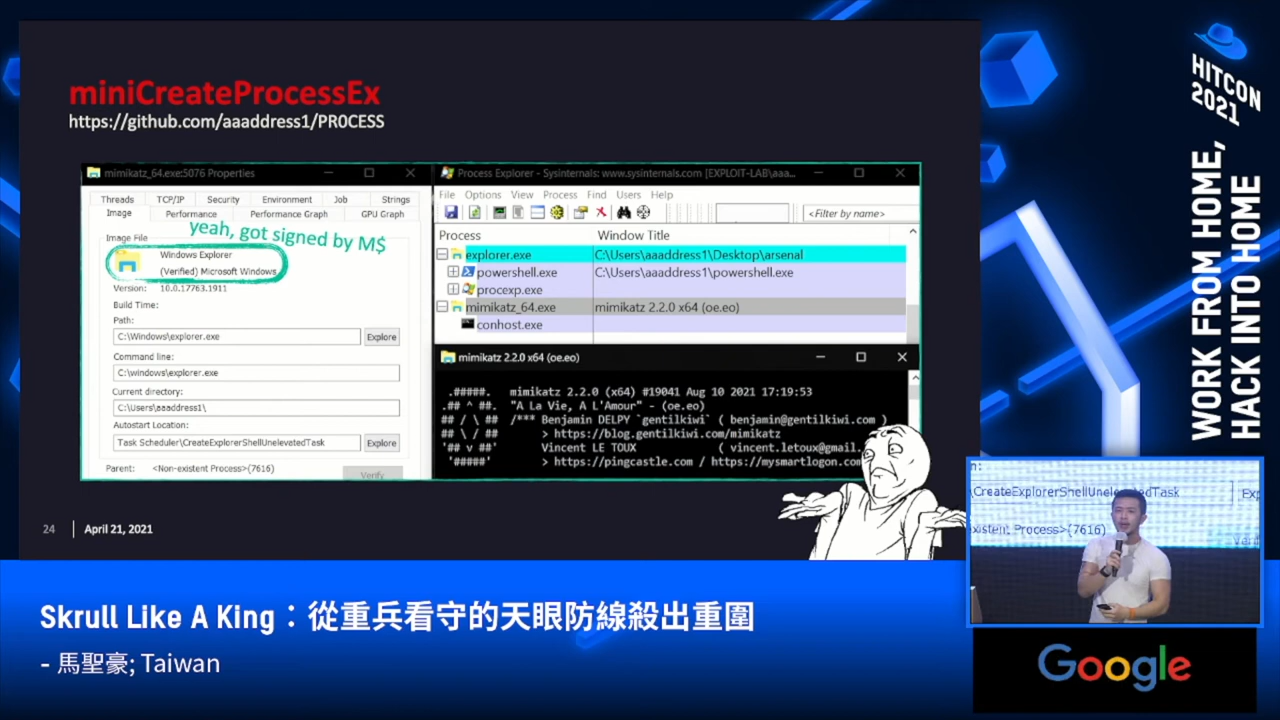 miniCreateProcessEx
https://github.com/aaaddress1/PR0CESS
mimikatz_64.exe:5076 Properties
Threads TCP/IP Security Environment Job Strings
Image Performance Performance Graph GPU Graph
yeah, got signed by M$
Image File
Windows Explorer
(Verified) Microsoft Windows
Version: 10.0.17763.1911
Build Time:
Path:
C:\Windows\explorer.exe Explore
Command line:
C:\windows\explorer.exe
Current directory:
C:\Users\aaaddress1\
Autostart Location:
Task Scheduler\CreateExplorerShellUnelevatedTask Explore
Parent: <Non-existent Process>(7616)
Verify
Process Explorer - Sysinternals: www.sysinternals.com [EXPLOIT-LAB\aaa...
File Options View Process Find Users Help
<Filter by name>
Process Window Title
explorer.exe C:\Users\aaaddress1\Desktop\arsenal
powershell.exe C:\Users\aaaddress1\powershell.exe
procexp.exe
mimikatz_64.exe mimikatz 2.2.0 x64 (oe.eo)
conhost.exe
mimikatz 2.2.0 x64 (oe.eo)
.#####. mimikatz 2.2.0 (x64) #19041 Aug 10 2021 17:19:53
.## ^ ##. "A La Vie, A L'Amour" - (oe.eo)
## / \ ## /*** Benjamin DELPY `gentilkiwi` ( benjamin@gentilkiwi.com )
## \ / ## > https://blog.gentilkiwi.com/mimikatz
'## v ##' Vincent LE TOUX ( vincent.letoux@gmail.
'#####' > https://pingcastle.com / https://mysmartlogon.com
24 | April 21, 2021
HITCON
2021
WORK FROM HOME,
HACK INTO HOME
\CreateExplorerShellUnelevatedTask Exp
existent Process>(7616)
Skrull Like A King：從重兵看守的天眼防線殺出重圍
- 馬聖豪; Taiwan
Google